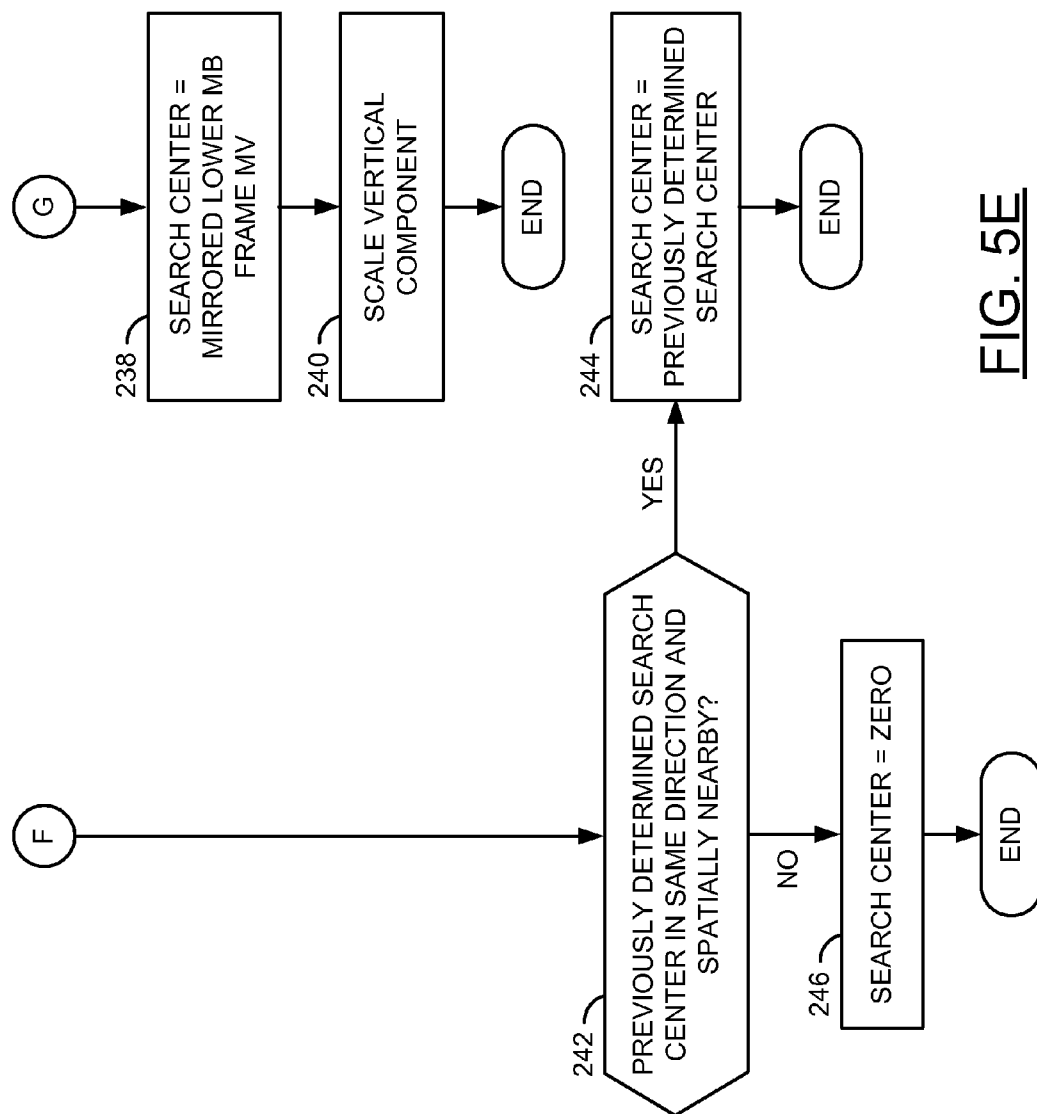 G
238
SEARCH CENTER =
MIRRORED LOWER MB
FRAME MV
240
SCALE VERTICAL
COMPONENT
END
F
242
PREVIOUSLY DETERMINED SEARCH
CENTER IN SAME DIRECTION AND
SPATIALLY NEARBY?
YES
244
SEARCH CENTER =
PREVIOUSLY DETERMINED
SEARCH CENTER
END
NO
246
SEARCH CENTER = ZERO
END
FIG. 5E